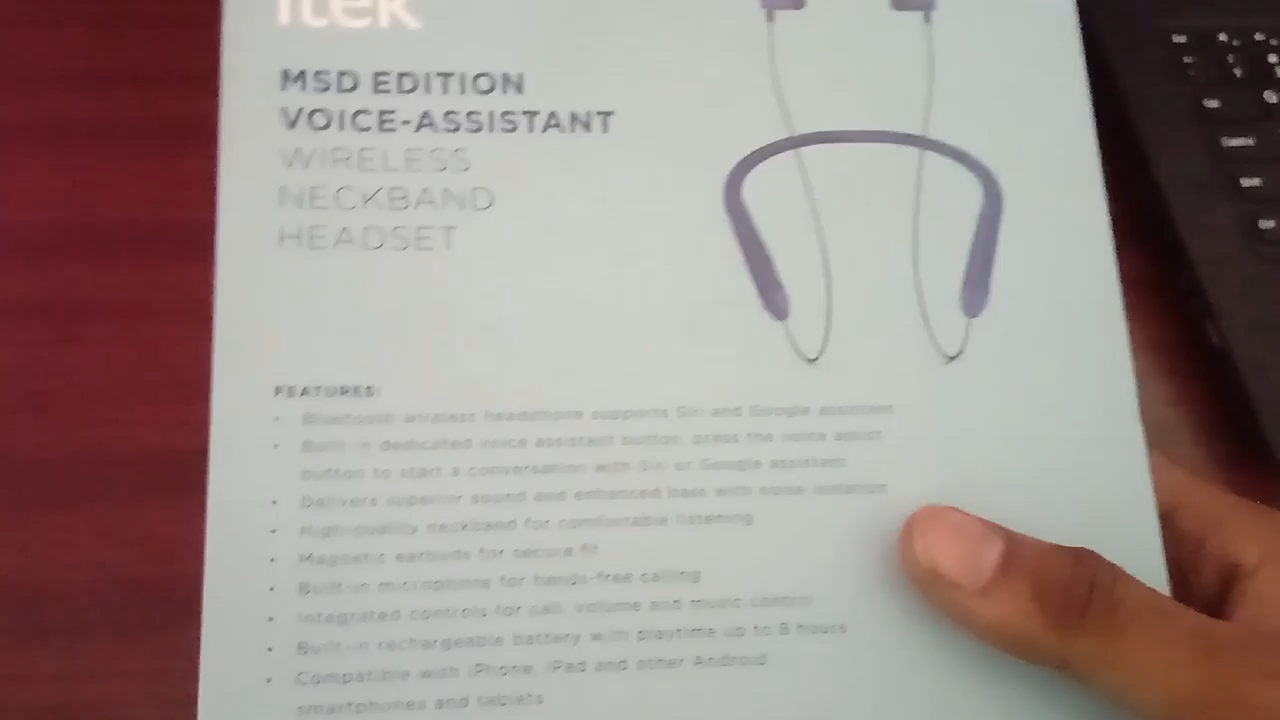 itek
MSD EDITION
VOICE-ASSISTANT
WIRELESS
NECKBAND
HEADSET
FEATURES:
• Bluetooth wireless headphone supports Siri and Google assistant
• Built-in dedicated voice assistant button, press the voice assist
button to start a conversation with Siri or Google assistant
• Delivers superior sound and enhanced bass with noise isolation
• High-quality neckband for comfortable listening
• Magnetic earbuds for secure fit
• Built-in microphone for hands-free calling
• Integrated controls for call, volume and music control
• Built-in rechargeable battery with playtime up to 8 hours
• Compatible with iPhone, iPad and other Android
smartphones and tablets